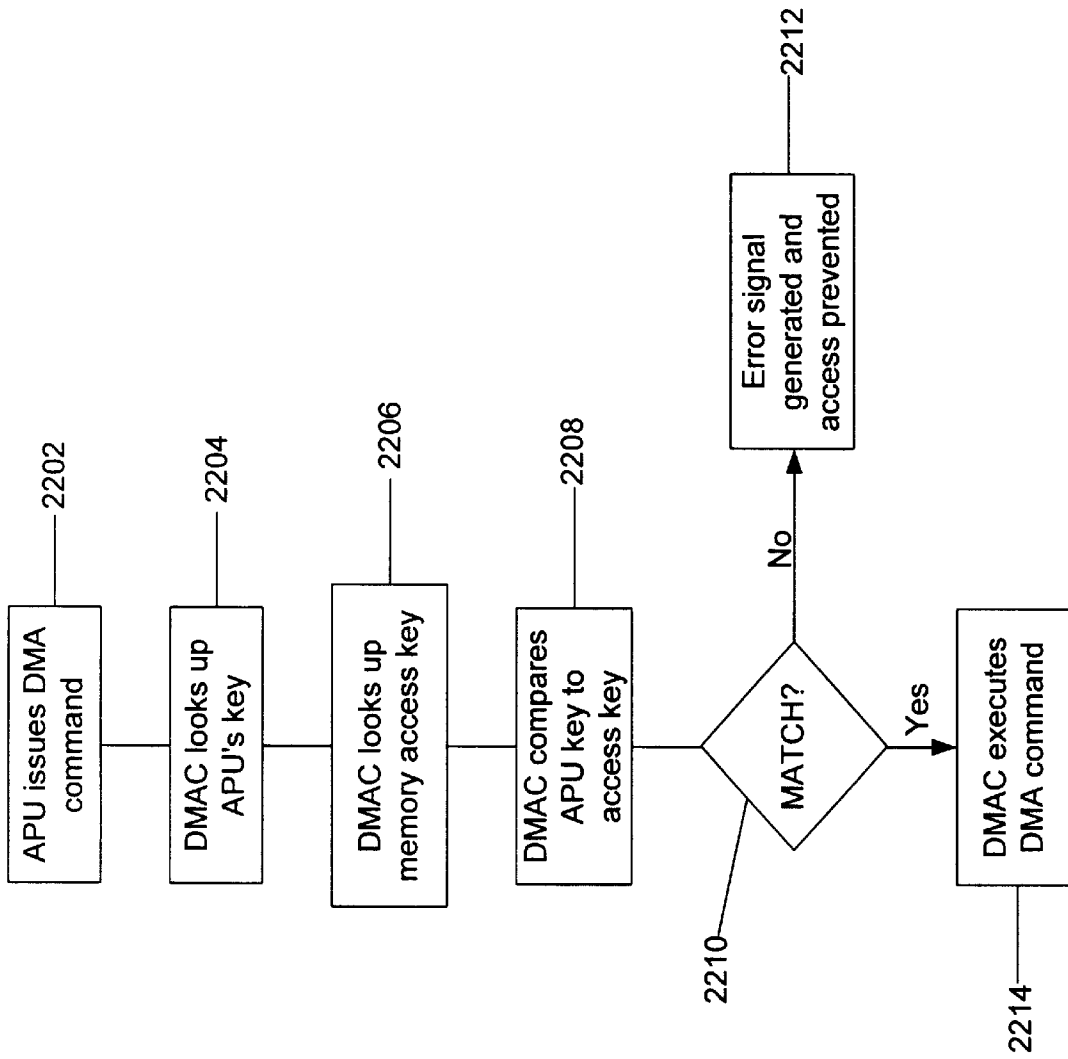 APU issues DMA
command
2202
DMAC looks up
APU's key
2204
DMAC looks up
memory access key
2206
DMAC compares
APU key to
access key
2208
MATCH?
2210
No
Error signal
generated and
access prevented
2212
Yes
DMAC executes
DMA command
2214